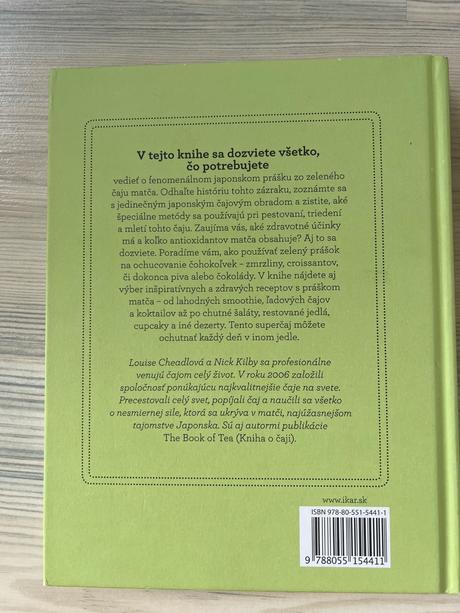 V tejto knihe sa dozviete všetko,
čo potrebujete
vedieť o fenomenálnom japonskom prášku zo zeleného
čaju matča. Odhaľte históriu tohto zázraku, zoznámte sa
s jedinečným japonským čajovým obradom a zistite, aké
špeciálne metódy sa používajú pri pestovaní, triedení
a mletí tohto čaju. Zaujíma vás, aké zdravotné účinky
má a koľko antioxidantov matča obsahuje? Aj to sa
dozviete. Poradíme vám, ako používať zelený prášok
na ochucovanie čohokoľvek – zmrzliny, croissantov,
či dokonca piva alebo čokolády. V knihe nájdete aj
výber inšpiratívnych a zdravých receptov s práškom
matča – od lahodných smoothie, ľadových čajov
a koktailov až po chutné šaláty, restované jedlá,
cupcaky a iné dezerty. Tento superčaj môžete
ochutnať každý deň v inom jedle.
Louise Cheadlová a Nick Kilby sa profesionálne
venujú čajom celý život. V roku 2006 založili
spoločnosť ponúkajúcu najkvalitnejšie čaje na svete.
Precestovali celý svet, popíjali čaj a naučili sa všetko
o nesmiernej sile, ktorá sa ukrýva v matči, najúžasnejšom
tajomstve Japonska. Sú aj autormi publikácie
The Book of Tea (Kniha o čaji).
www.ikar.sk
ISBN 978-80-551-5441-1
9 788055 154411